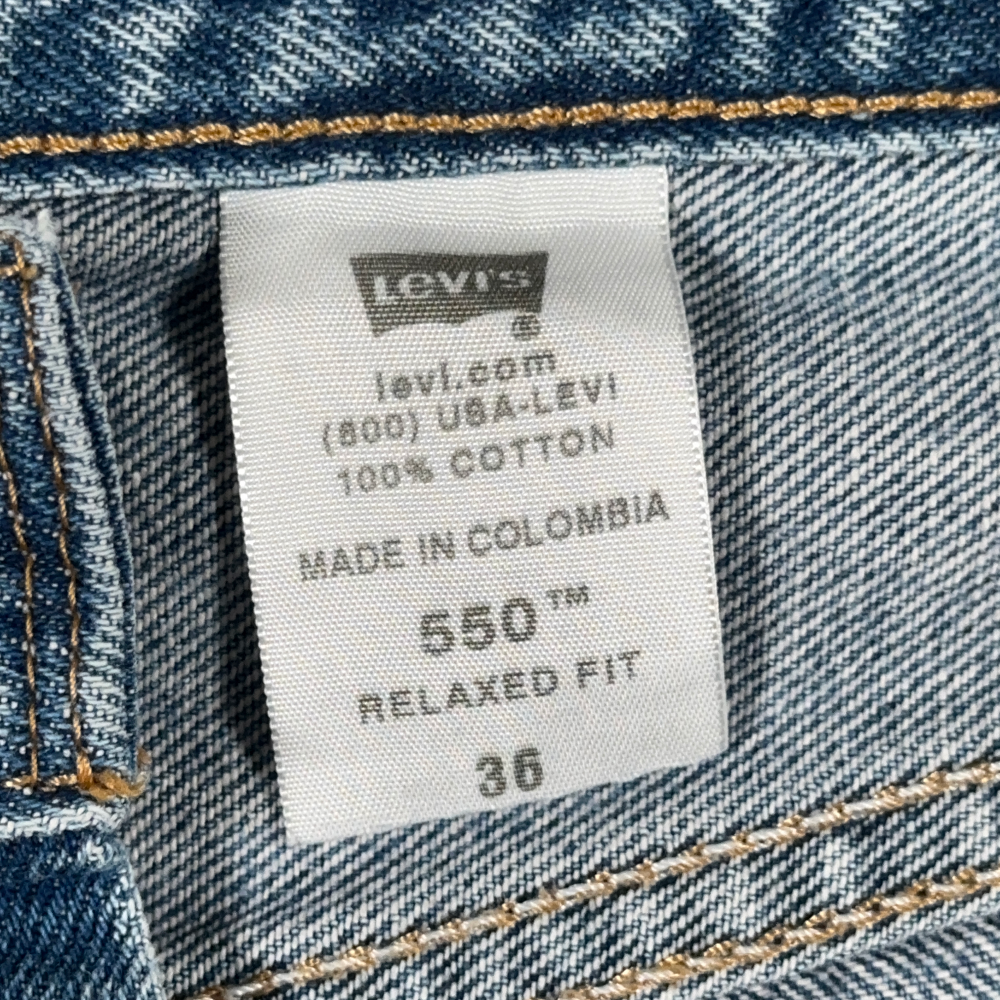 Levi's
®
levi.com
(800) USA-LEVI
100% COTTON
MADE IN COLOMBIA
550™
RELAXED FIT
36